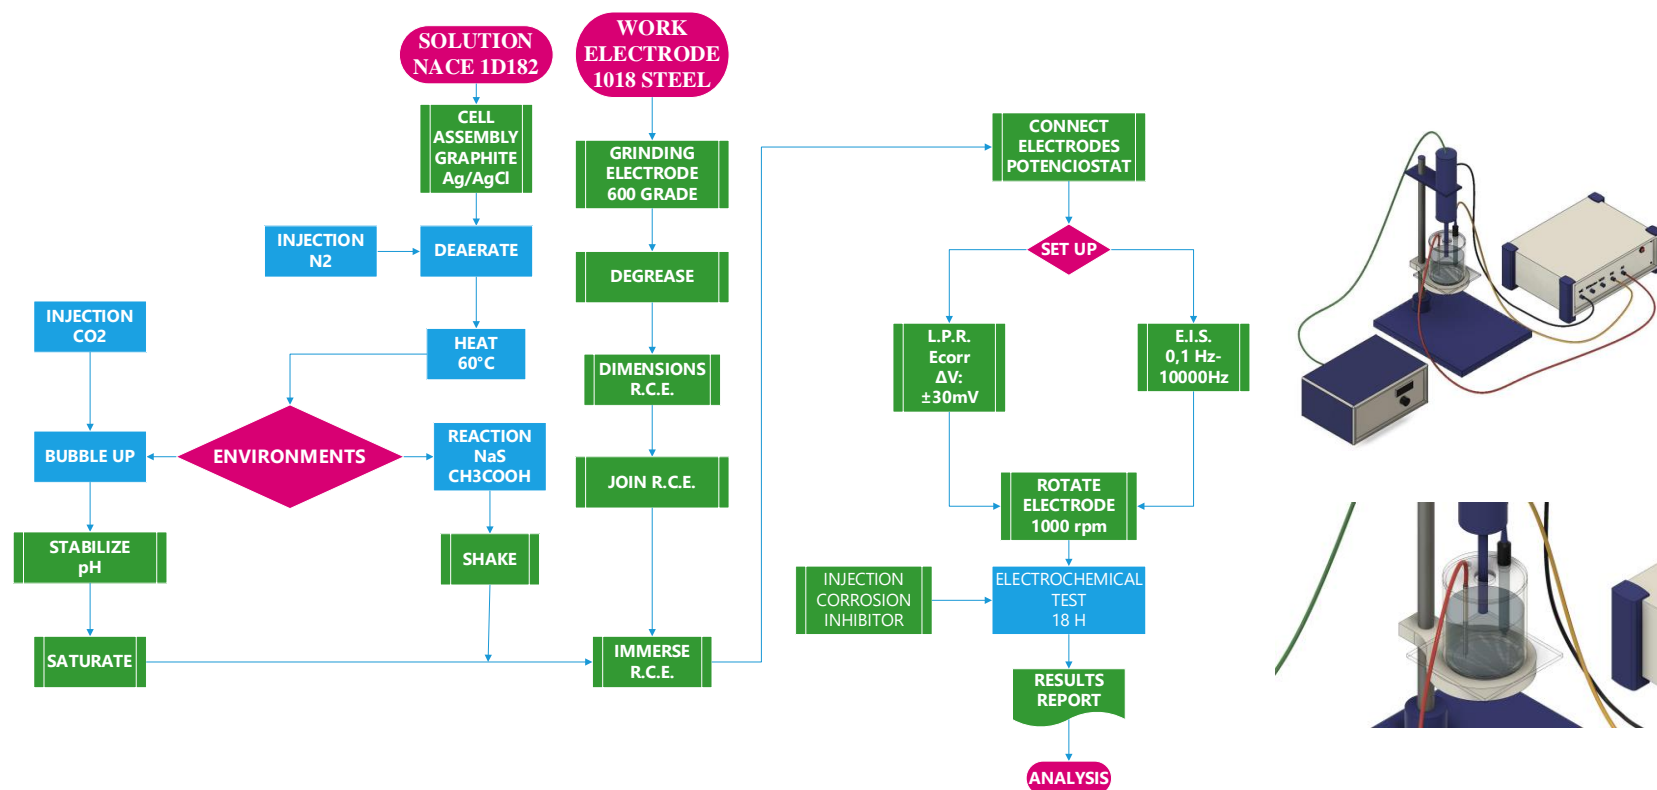 SOLUTION
NACE 1D182
CELL
ASSEMBLY
GRAPHITE
Ag/AgCl
INJECTION
N2
DEAERATE
HEAT
60°C
INJECTION
CO2
BUBBLE UP
ENVIRONMENTS
REACTION
NaS
CH3COOH
STABILIZE
pH
SHAKE
SATURATE
WORK
ELECTRODE
1018 STEEL
GRINDING
ELECTRODE
600 GRADE
DEGREASE
DIMENSIONS
R.C.E.
JOIN R.C.E.
IMMERSE
R.C.E.
CONNECT
ELECTRODES
POTENCIOSTAT
SET UP
L.P.R.
Ecorr
ΔV:
±30mV
E.I.S.
0,1 Hz-
10000Hz
ROTATE
ELECTRODE
1000 rpm
INJECTION
CORROSION
INHIBITOR
ELECTROCHEMICAL
TEST
18 H
RESULTS
REPORT
ANALYSIS